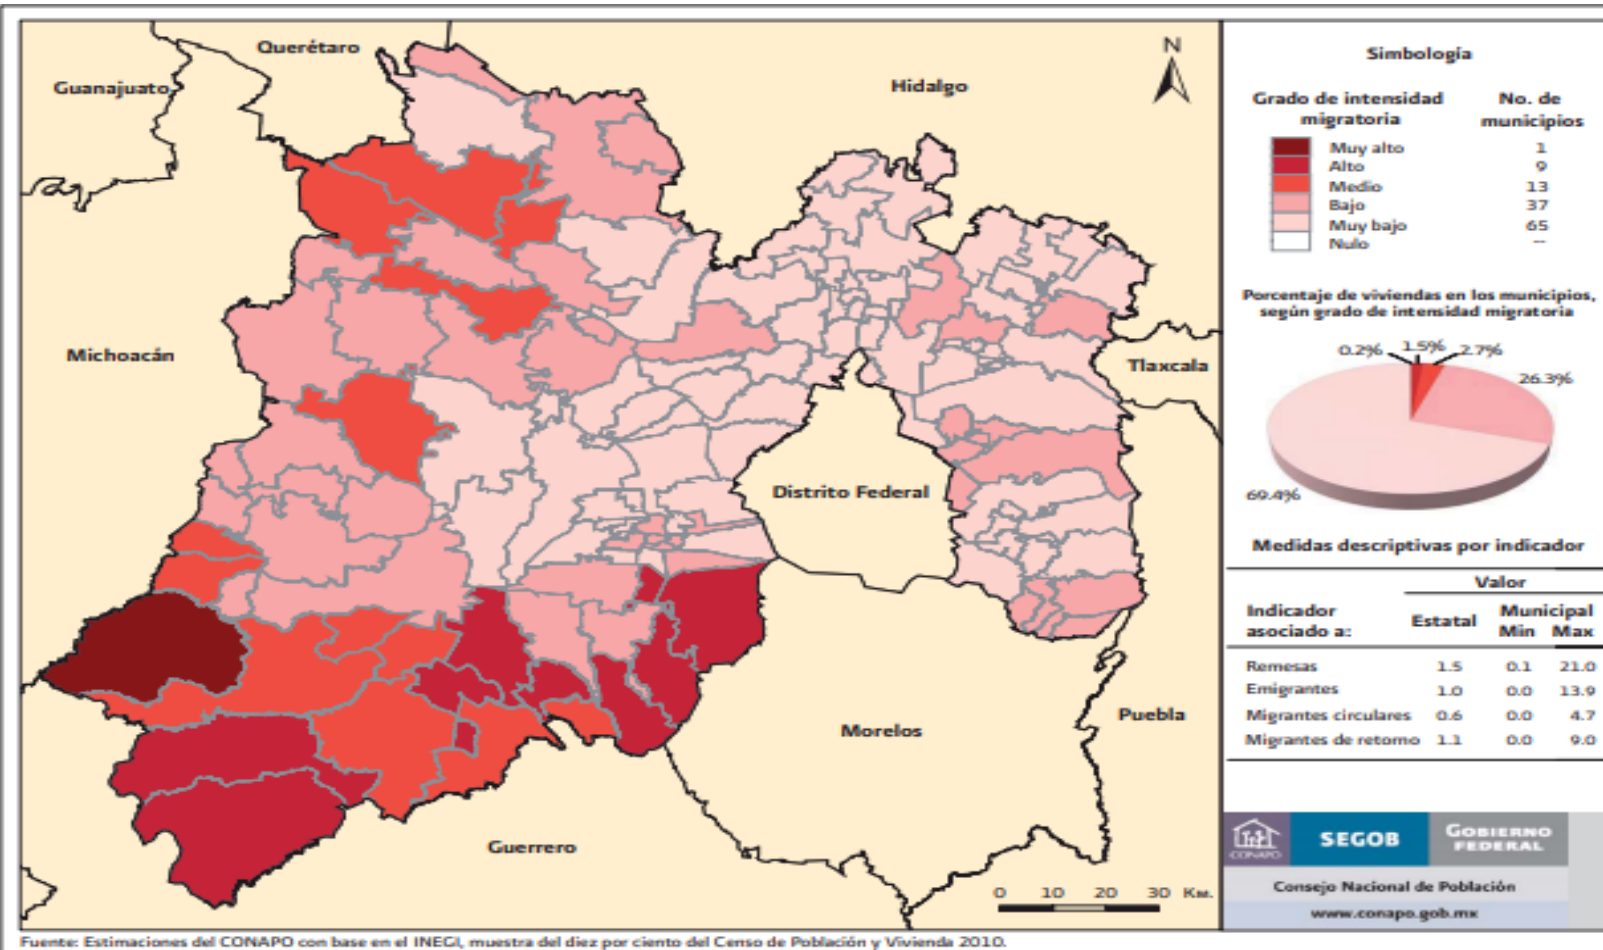 Querétaro
Guanajuato
Hidalgo
N
Michoacán
Tlaxcala
Distrito Federal
Morelos
Puebla
Guerrero
0 10 20 30 Km.
Simbología
Grado de intensidad migratoria
No. de municipios
Muy alto 1
Alto 9
Medio 13
Bajo 37
Muy bajo 65
Nulo --
Porcentaje de viviendas en los municipios,
según grado de intensidad migratoria
0.2% 1.5% 2.7%
26.3%
69.4%
Medidas descriptivas por indicador
Valor
Indicador asociado a:
Estatal
Municipal
Min Max
Remesas 1.5 0.1 21.0
Emigrantes 1.0 0.0 13.9
Migrantes circulares 0.6 0.0 4.7
Migrantes de retorno 1.1 0.0 9.0
CONAPO
SEGOB
GOBIERNO
FEDERAL
Consejo Nacional de Población
www.conapo.gob.mx
Fuente: Estimaciones del CONAPO con base en el INEGI, muestra del diez por ciento del Censo de Población y Vivienda 2010.